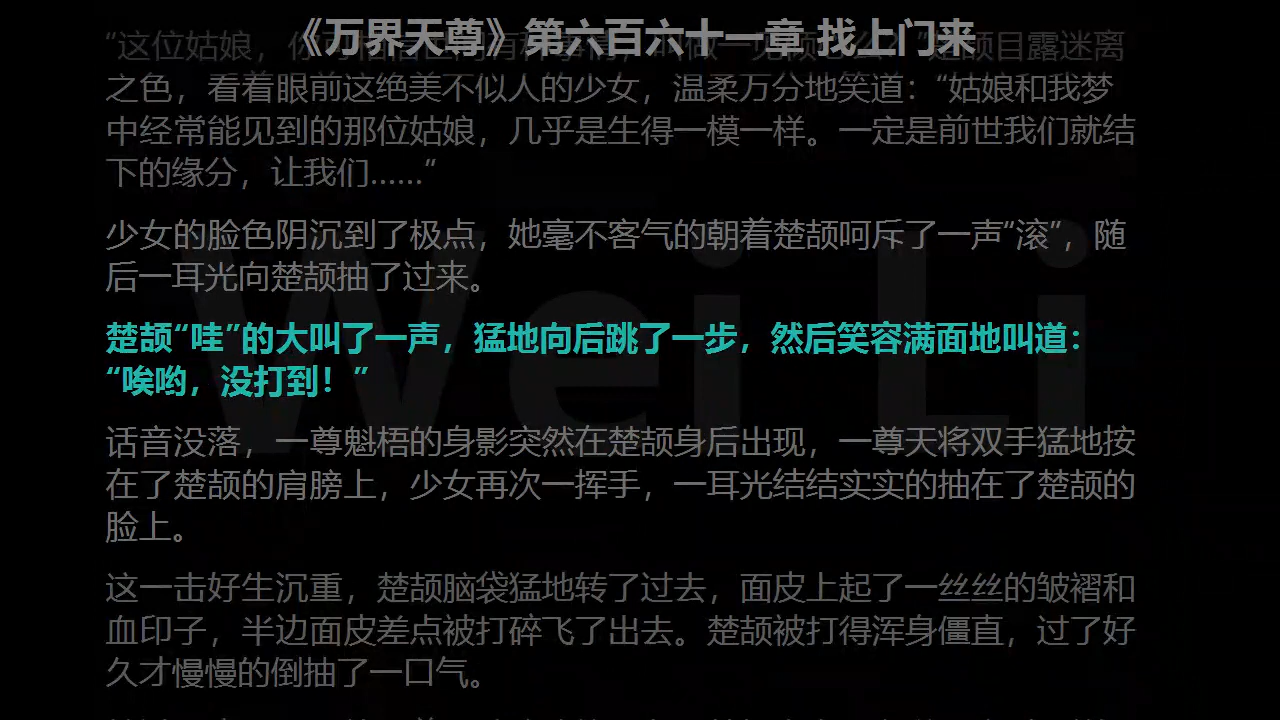 《万界天尊》第六百六十一章 找上门来
“这位姑娘，你 目露迷离
之色，看着眼前这绝美不似人的少女，温柔万分地笑道：“姑娘和我梦
中经常能见到的那位姑娘，几乎是生得一模一样。一定是前世我们就结
下的缘分，让我们……”
少女的脸色阴沉到了极点，她毫不客气的朝着楚颉呵斥了一声“滚”，随
后一耳光向楚颉抽了过来。
楚颉“哇”的大叫了一声，猛地向后跳了一步，然后笑容满面地叫道：
“唉哟，没打到！”
话音没落，一尊魁梧的身影突然在楚颉身后出现，一尊天将双手猛地按
在了楚颉的肩膀上，少女再次一挥手，一耳光结结实实的抽在了楚颉的
脸上。
这一击好生沉重，楚颉脑袋猛地转了过去，面皮上起了一丝丝的皱褶和
血印子，半边面皮差点被打碎飞了出去。楚颉被打得浑身僵直，过了好
久才慢慢的倒抽了一口气。
Wei Li